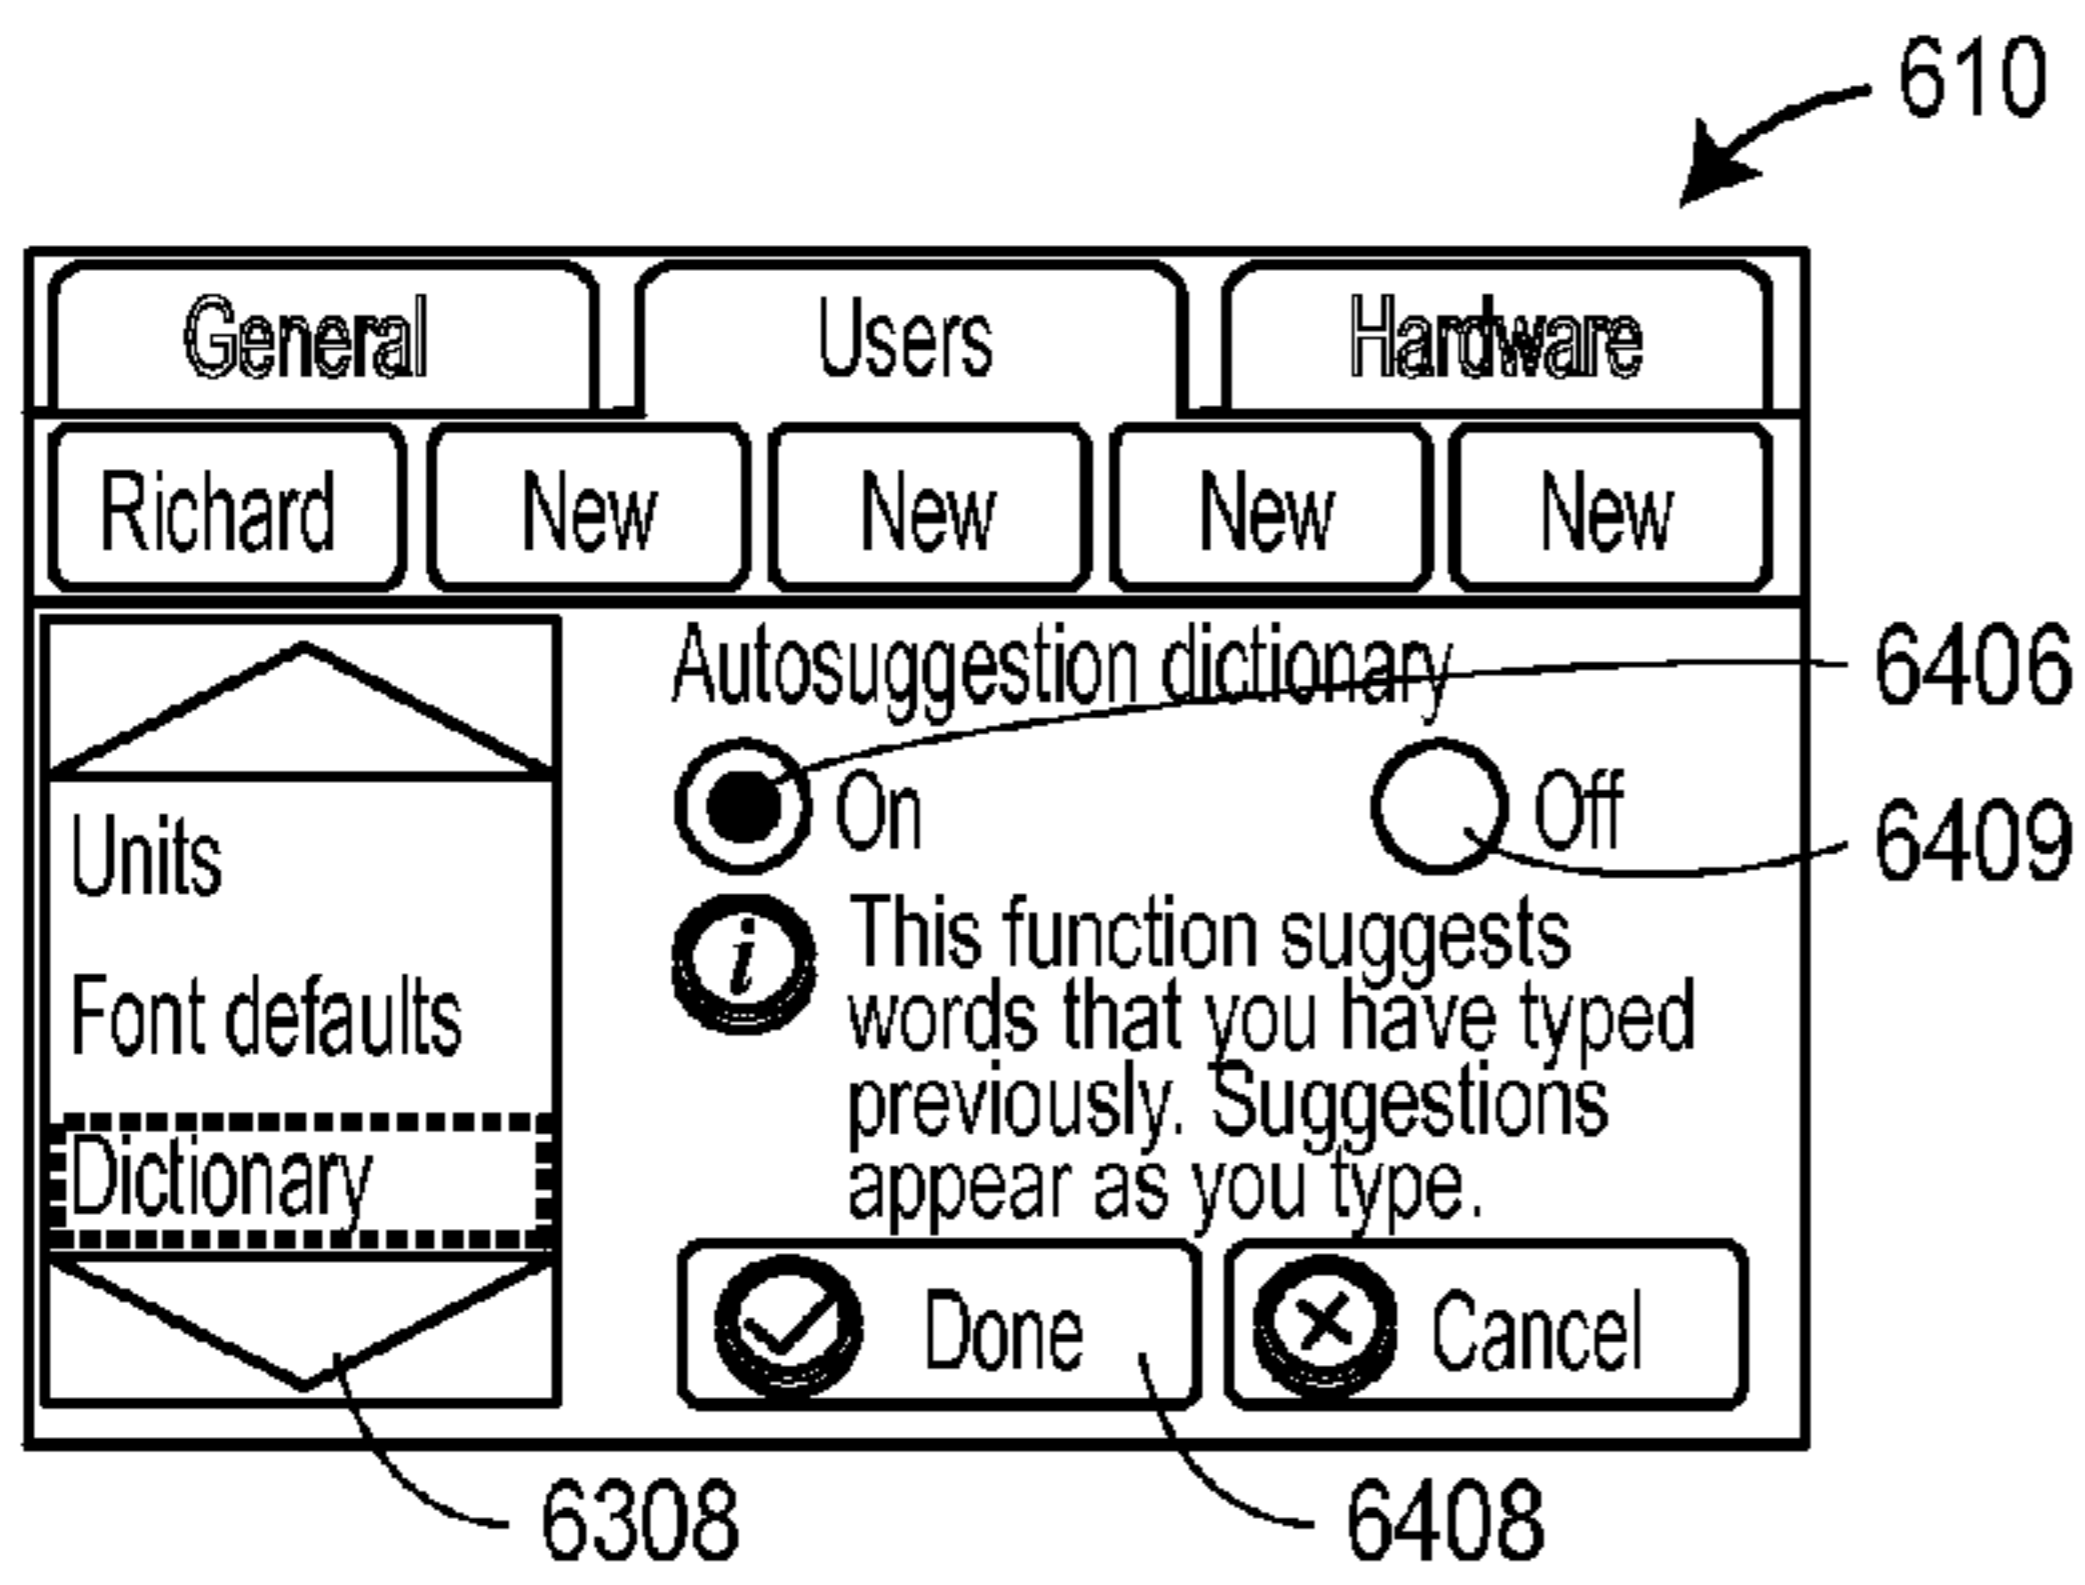 610
General Users Hardware
Richard New New New New
Autosuggestion dictionary
6406
On Off
6409
Units
Font defaults
Dictionary
i
This function suggests
words that you have typed
previously. Suggestions
appear as you type.
Done Cancel
6308 6408